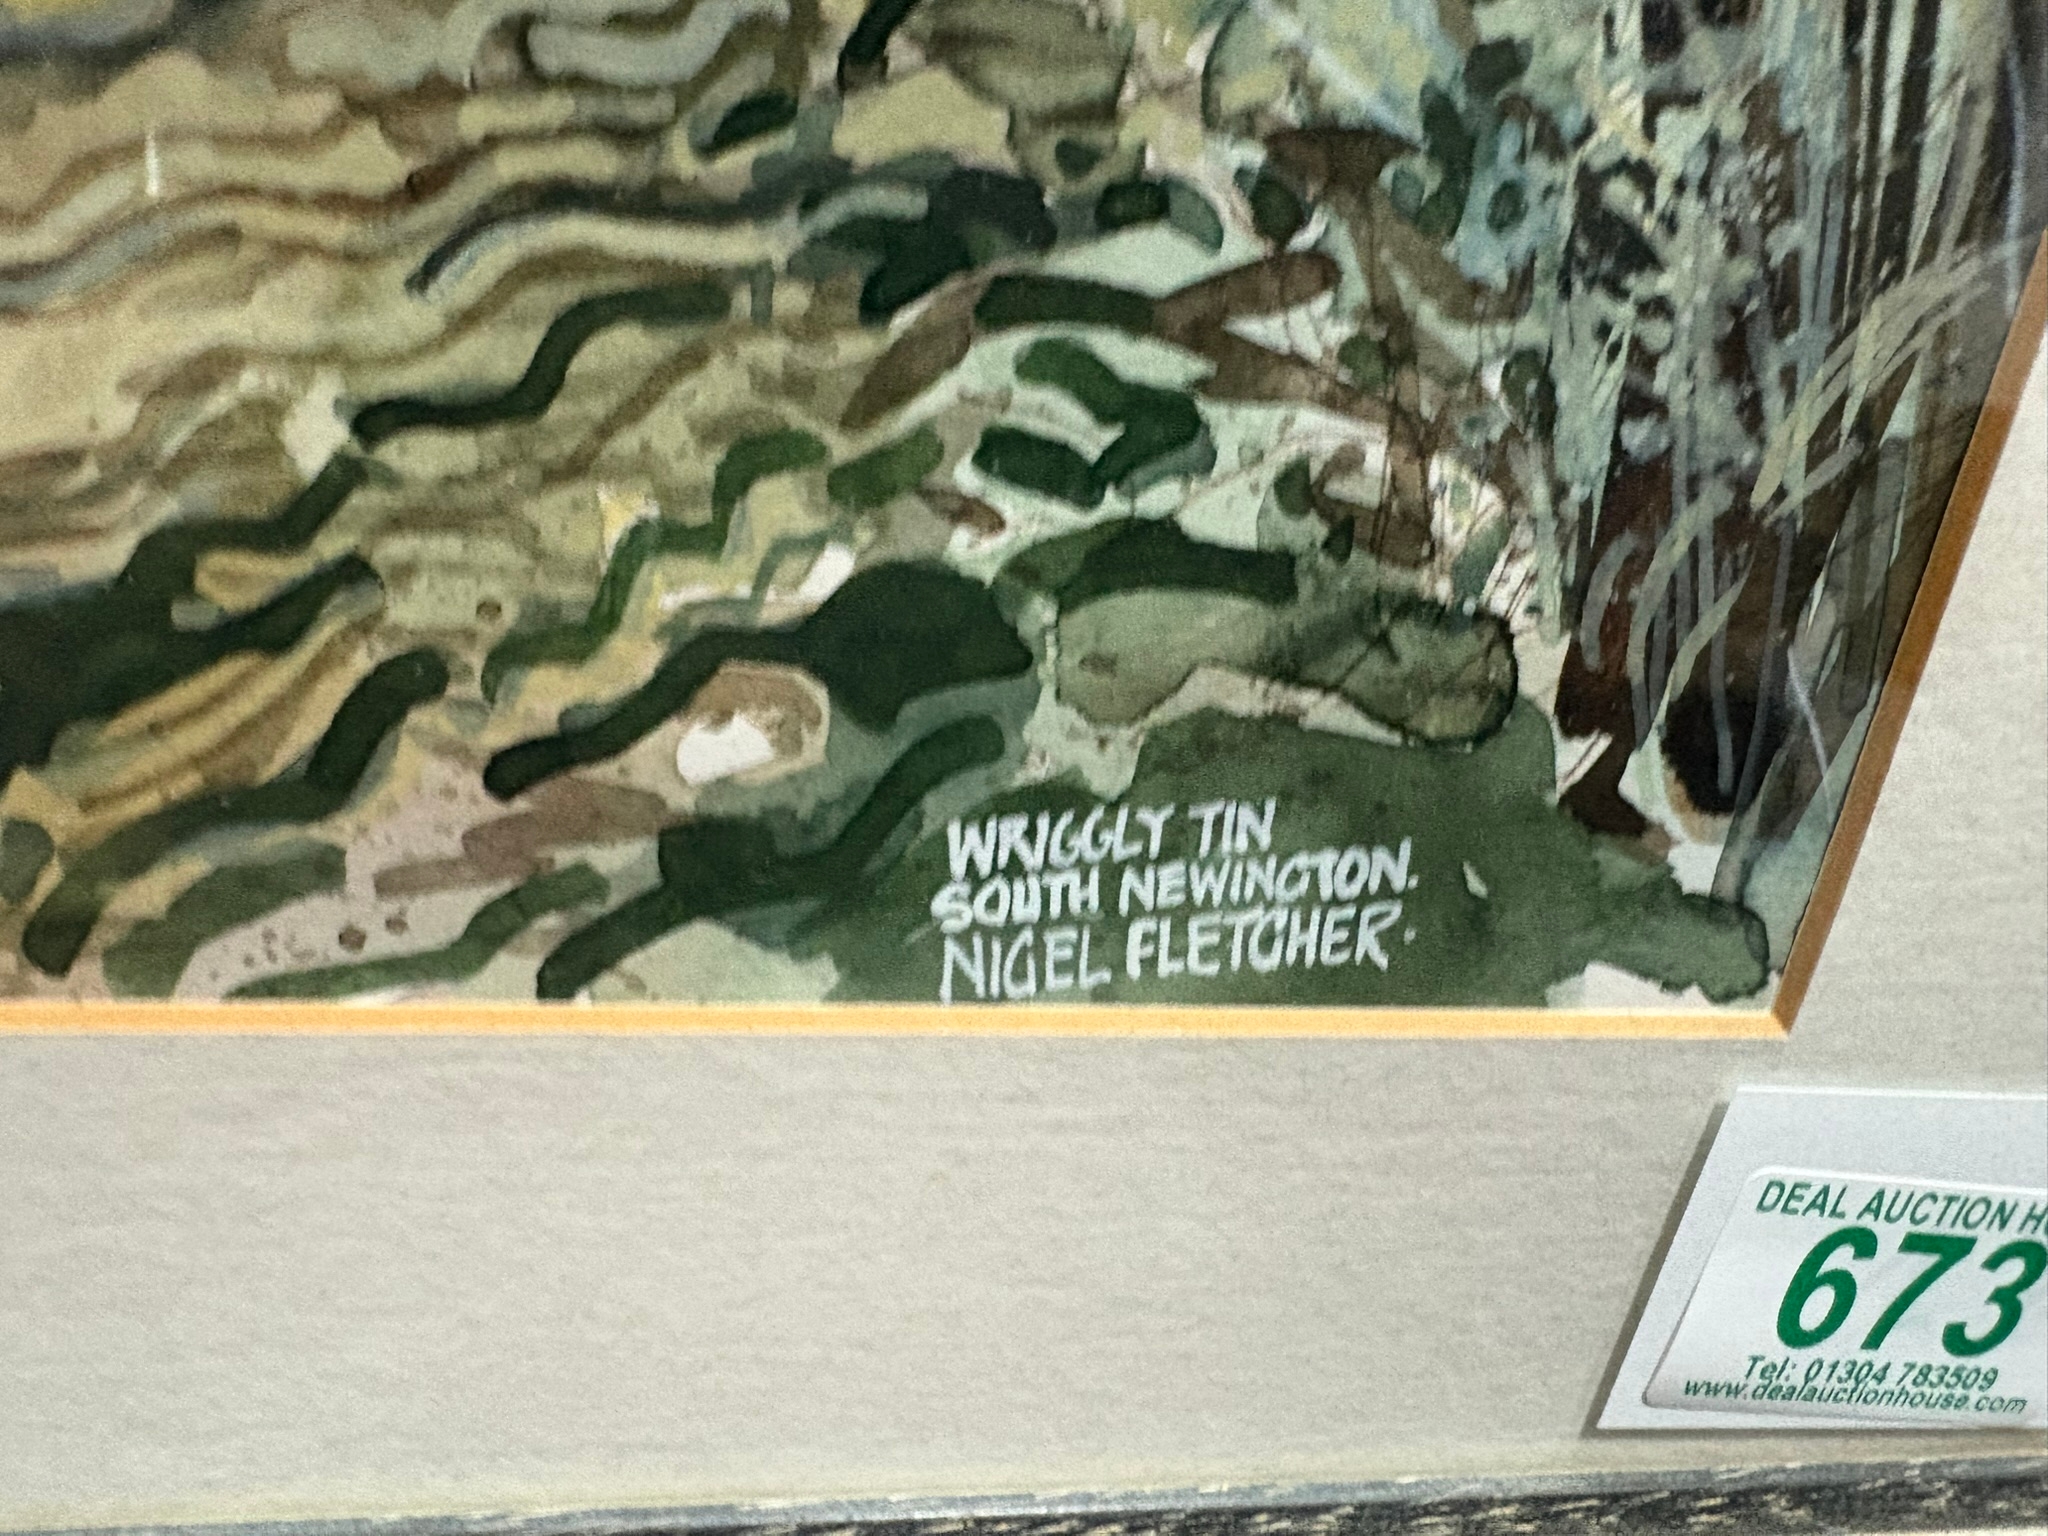 WRIGGLY TIN
SOUTH NEWINGTON.
NIGEL FLETCHER.
DEAL AUCTION
673
Tel: 01304 783509
www.dealauctionhouse.com